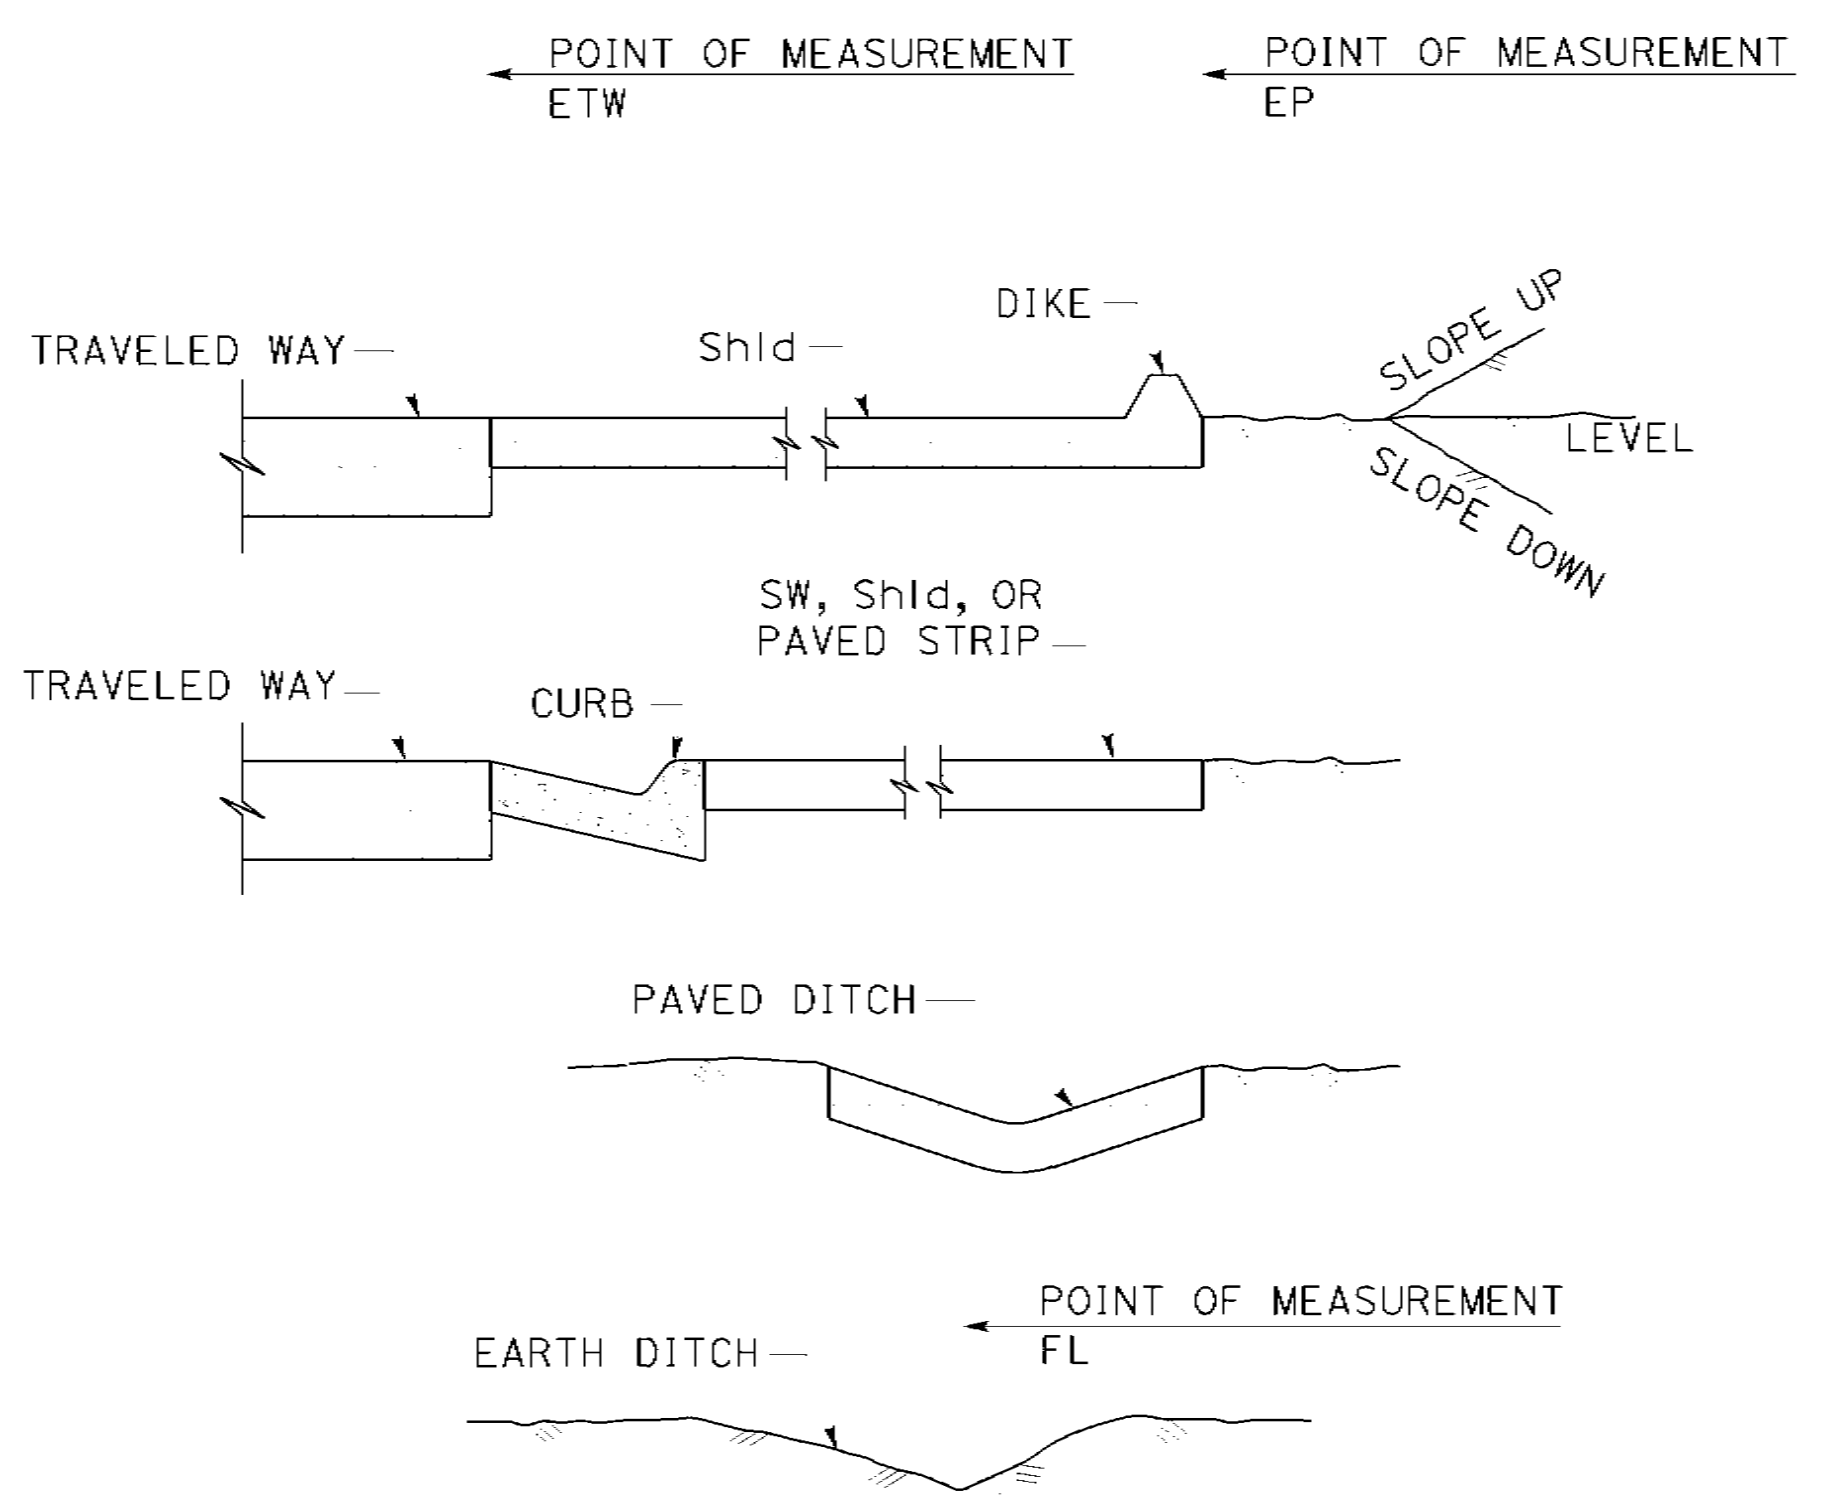 POINT OF MEASUREMENT
ETW
POINT OF MEASUREMENT
EP
DIKE
SLOPE UP
TRAVELED WAY
Shld
LEVEL
SLOPE DOWN
SW, Shld, OR
PAVED STRIP
TRAVELED WAY
CURB
PAVED DITCH
POINT OF MEASUREMENT
FL
EARTH DITCH